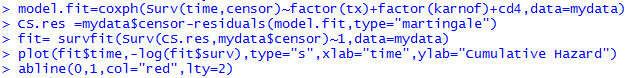 > model.fit=coxph(Surv(time,censor)~factor(tx)+factor(karnof)+cd4,data=mydata)
> CS.res =mydata$censor-residuals(model.fit,type="martingale")
> fit= survfit(Surv(CS.res,mydata$censor)~1,data=mydata)
> plot(fit$time,-log(fit$surv),type="s",xlab="time",ylab="Cumulative Hazard")
> abline(0,1,col="red",lty=2)